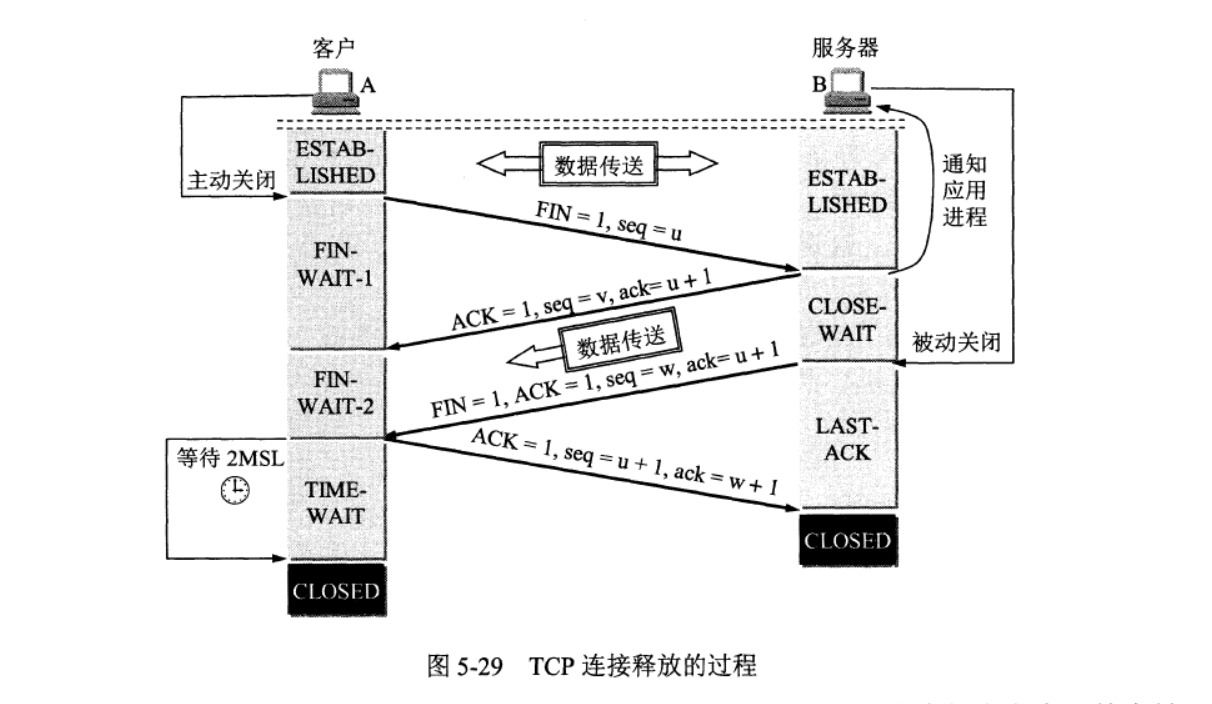 客户
服务器
A
B
ESTAB-
LISHED
数据传送
主动关闭
ESTAB-
LISHED
通知
应用
进程
FIN = 1, seq = u
FIN-
WAIT-1
ACK = 1, seq = v, ack= u + 1
CLOSE-
WAIT
数据传送
被动关闭
FIN-
WAIT-2
FIN = 1, ACK = 1, seq = w, ack= u + 1
LAST-
ACK
ACK = 1, seq = u + 1, ack = w + 1
等待 2MSL
TIME-
WAIT
CLOSED
CLOSED
图 5-29 TCP 连接释放的过程